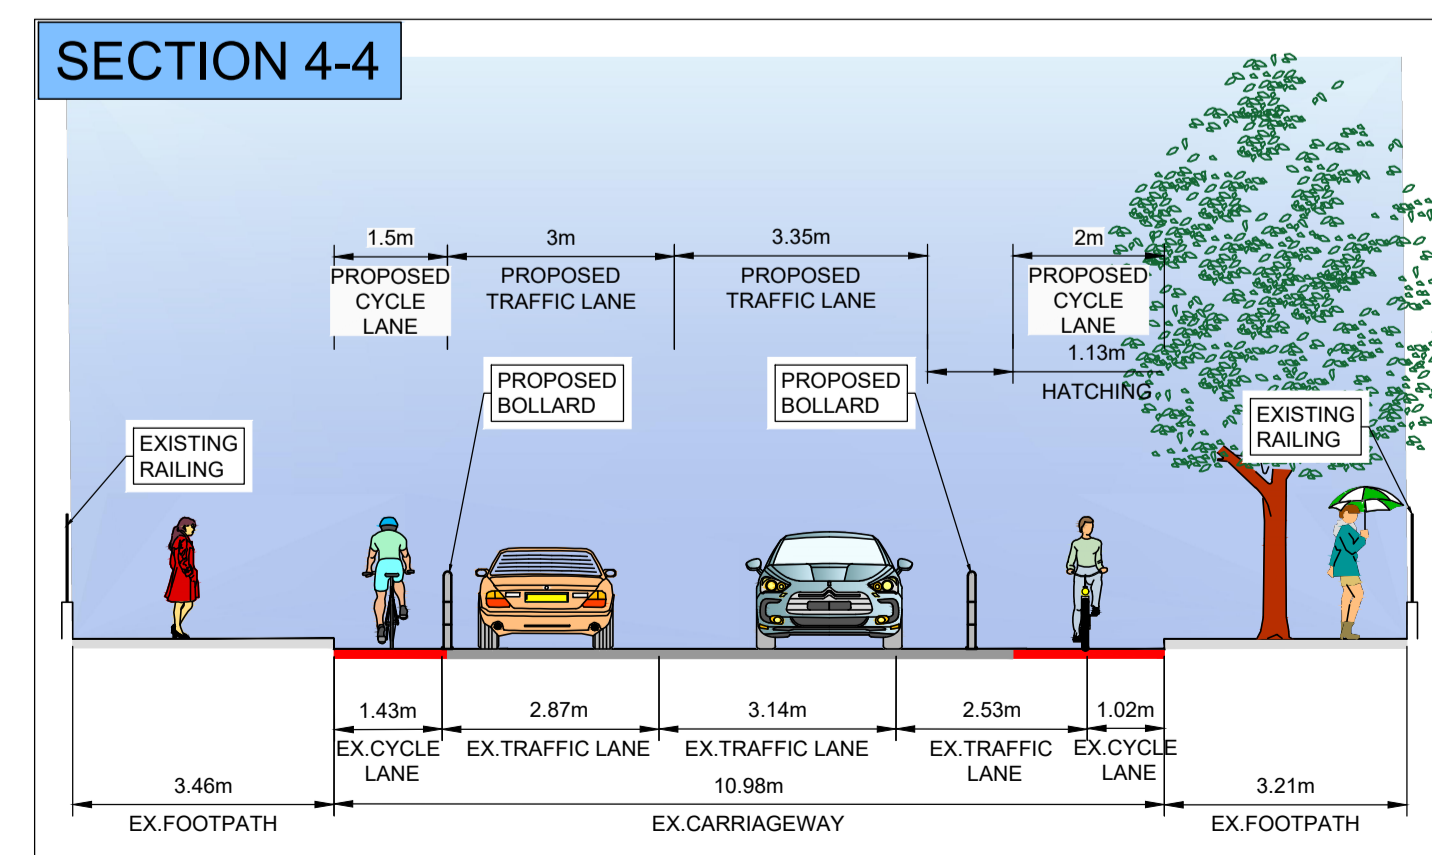 SECTION 4-4
1.5m
PROPOSED
CYCLE
LANE
3m
PROPOSED
TRAFFIC LANE
3.35m
PROPOSED
TRAFFIC LANE
2m
PROPOSED
CYCLE
LANE
1.13m
HATCHING
PROPOSED
BOLLARD
PROPOSED
BOLLARD
EXISTING
RAILING
EXISTING
RAILING
1.43m
EX.CYCLE
LANE
2.87m
EX.TRAFFIC LANE
3.14m
EX.TRAFFIC LANE
2.53m
EX.TRAFFIC
LANE
1.02m
EX.CYCLE
LANE
3.46m
EX.FOOTPATH
10.98m
EX.CARRIAGEWAY
3.21m
EX.FOOTPATH